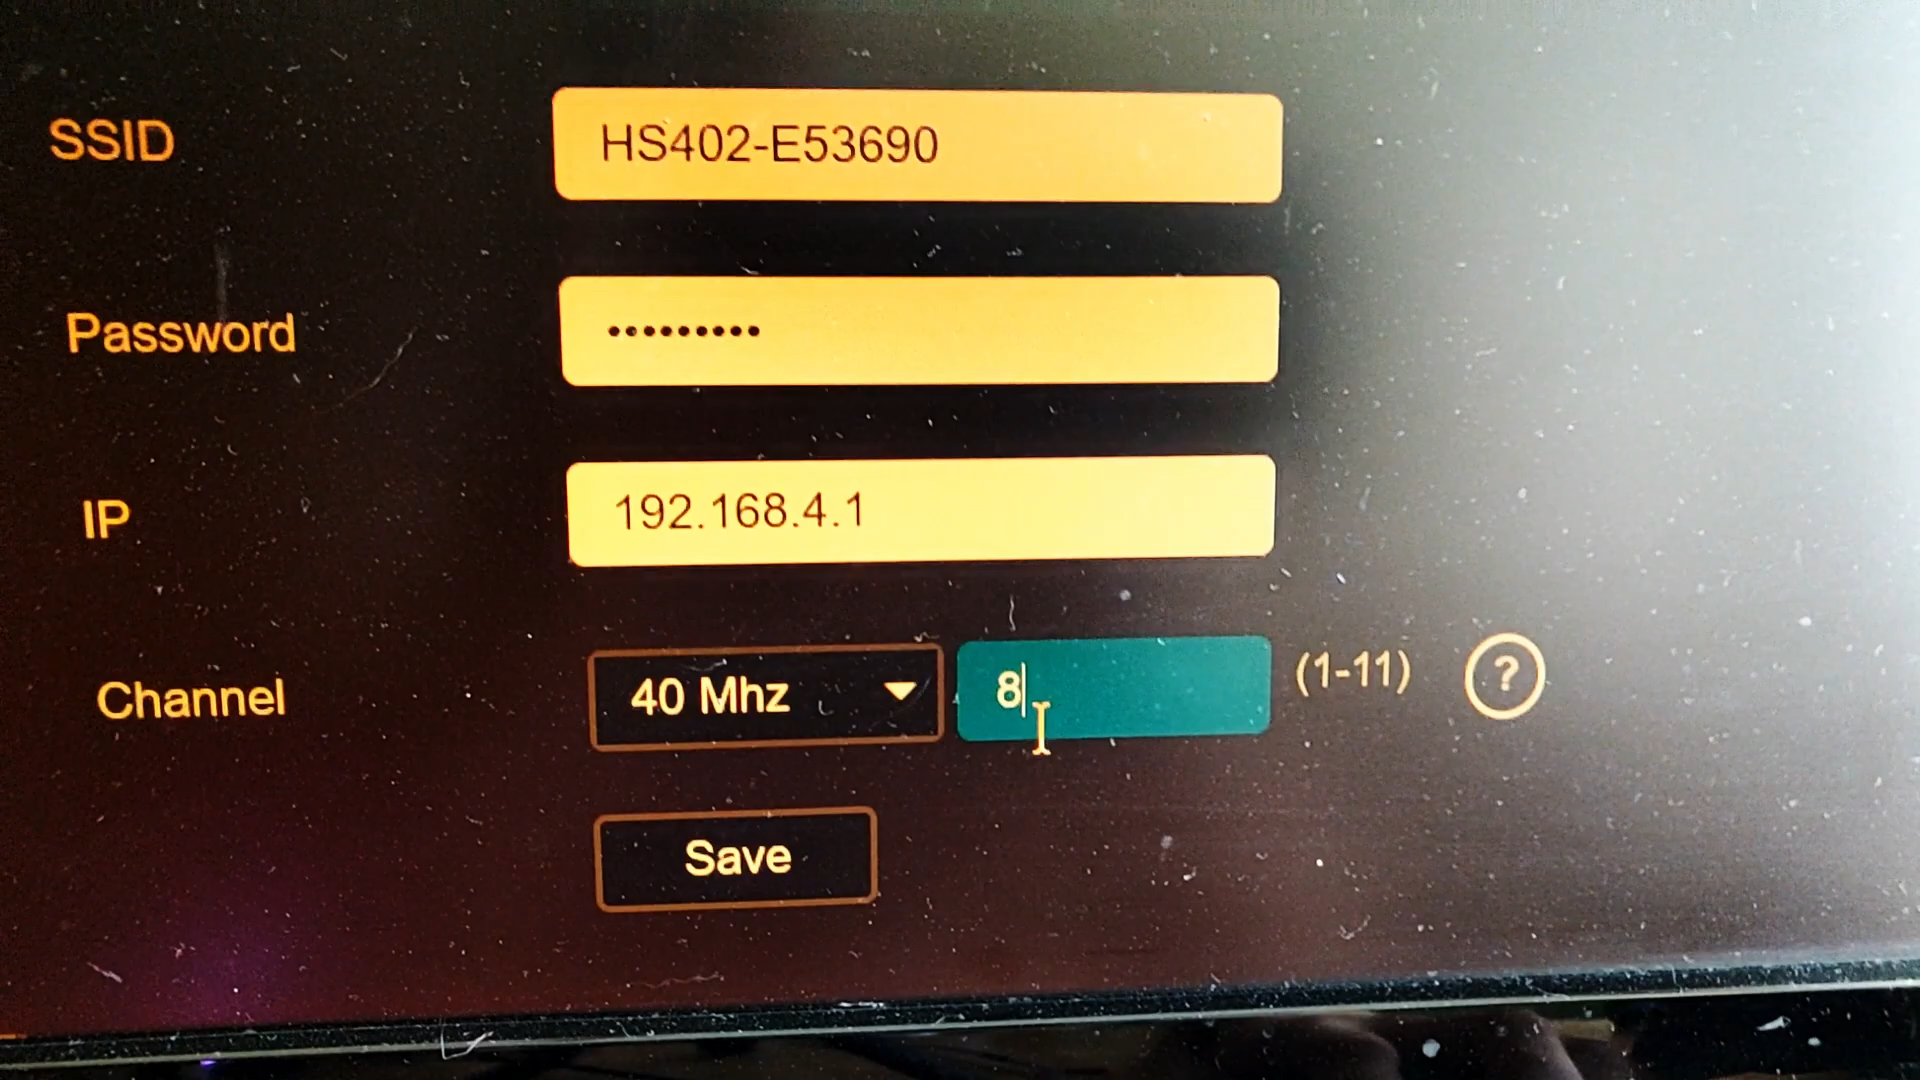 SSID HS402-E53690
Password •••••••••
IP 192.168.4.1
Channel 40 Mhz 8 (1-11) ?
Save